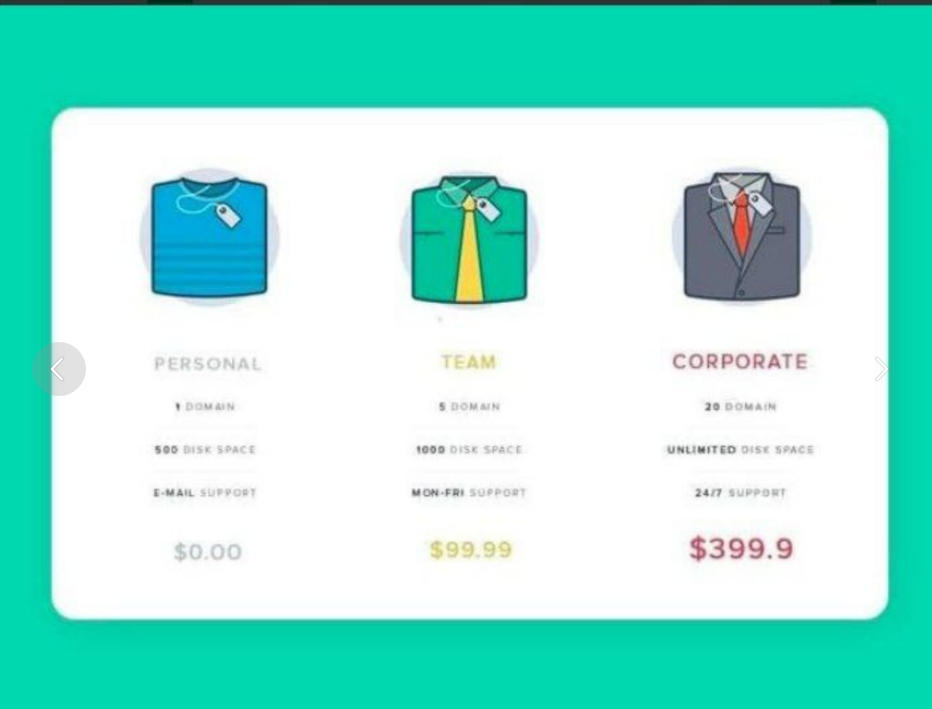 PERSONAL
1 DOMAIN
500 DISK SPACE
E-MAIL SUPPORT
$0.00
TEAM
5 DOMAIN
1000 DISK SPACE
MON-FRI SUPPORT
$99.99
CORPORATE
20 DOMAIN
UNLIMITED DISK SPACE
24/7 SUPPORT
$399.9